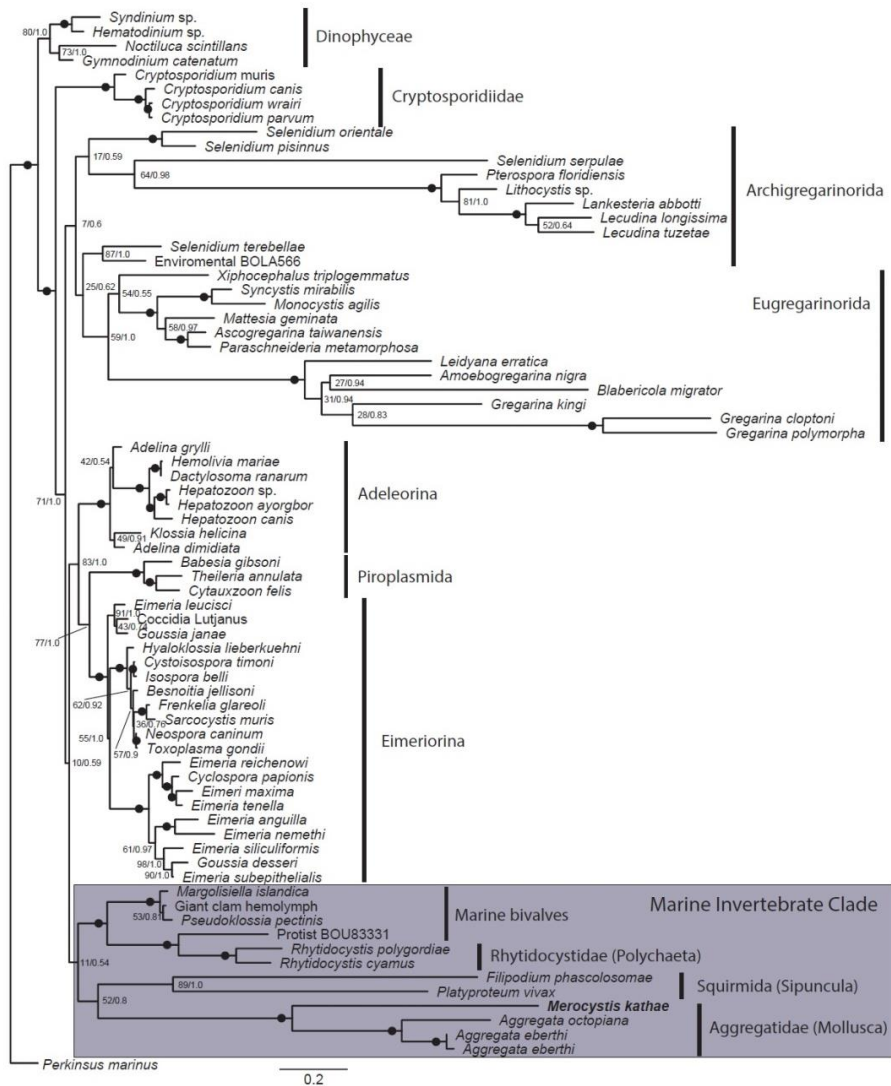 Syndinium sp.
80/1.0
Hematodinium sp.
Dinophyceae
Noctiluca scintillans
73/1.0
Gymnodinium catenatum
Cryptosporidium muris
Cryptosporidium canis
Cryptosporidiidae
Cryptosporidium wrairi
Cryptosporidium parvum
Selenidium orientale
Selenidium pisinnus
17/0.59
Selenidium serpulae
64/0.98
Pterospora floridiensis
Lithocystis sp.
Archigregarinorida
81/1.0
Lankesteria abbotti
Lecudina longissima
7/0.6
52/0.64
Lecudina tuzetae
Selenidium terebellae
87/1.0
Enviromental BOLA566
Xiphocephalus triplogemmatus
25/0.62
54/0.55
Syncystis mirabilis
Monocystis agilis
Eugregarinorida
Mattesia geminata
58/0.97
Ascogregarina taiwanensis
59/1.0
Paraschneideria metamorphosa
Leidyana erratica
Amoebogregarina nigra
27/0.94
Blabericola migrator
31/0.94
Gregarina kingi
28/0.83
Gregarina cloptoni
Gregarina polymorpha
Adelina grylli
42/0.54
Hemolivia mariae
Dactylosoma ranarum
Hepatozoon sp.
Adeleorina
71/1.0
Hepatozoon ayorgbor
Hepatozoon canis
Klossia helicina
49/0.91
Adelina dimidiata
83/1.0
Babesia gibsoni
Theileria annulata
Piroplasmida
Cytauxzoon felis
Eimeria leucisci
91/1.0
Coccidia Lutjanus
43/0.74
Goussia janae
77/1.0
Hyaloklossia lieberkuehni
Cystoisospora timoni
Isospora belli
Besnoitia jellisoni
62/0.92
Frenkelia glareoli
36/0.76
Sarcocystis muris
Neospora caninum
55/1.0
Eimeriorina
57/0.9
Toxoplasma gondii
10/0.59
Eimeria reichenowi
Cyclospora papionis
Eimeri maxima
Eimeria tenella
Eimeria anguilla
Eimeria nemethi
61/0.97
Eimeria siliculiformis
98/1.0
Goussia desseri
90/1.0
Eimeria subepithelialis
Margolisiella islandica
Marine Invertebrate Clade
Giant clam hemolymph
53/0.81
Marine bivalves
Pseudoklossia pectinis
Protist BOU83331
Rhytidocystis polygordiae
Rhytidocystidae (Polychaeta)
11/0.54
Rhytidocystis cyamus
Filipodium phascolosomae
89/1.0
Squirmida (Sipuncula)
Platyproteum vivax
52/0.8
Merocystis kathae
Aggregata octopiana
Aggregatidae (Mollusca)
Aggregata eberthi
Aggregata eberthi
Perkinsus marinus
0.2